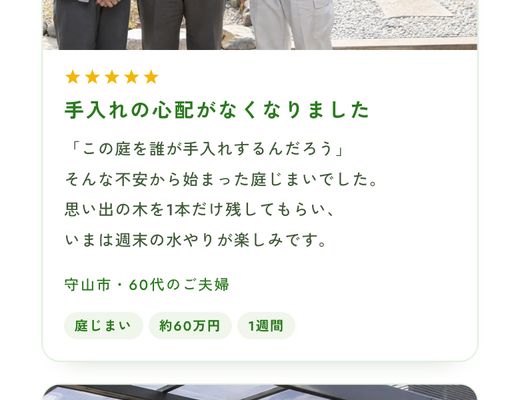 ★★★★★
手入れの心配がなくなりました
「この庭を誰が手入れするんだろう」
そんな不安から始まった庭じまいでした。
思い出の木を1本だけ残してもらい、
いまは週末の水やりが楽しみです。
守山市・60代のご夫婦
庭じまい 約60万円 1週間